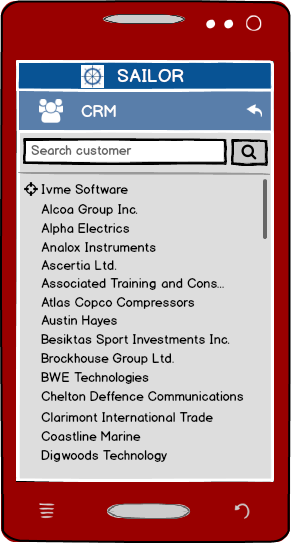 SAILOR
CRM
Search customer
Ivme Software
Alcoa Group Inc.
Alpha Electrics
Analox Instruments
Ascertia Ltd.
Associated Training and Cons...
Atlas Copco Compressors
Austin Hayes
Besiktas Sport Investments Inc.
Brockhouse Group Ltd.
BWE Technologies
Chelton Deffence Communications
Clarimont International Trade
Coastline Marine
Digwoods Technology